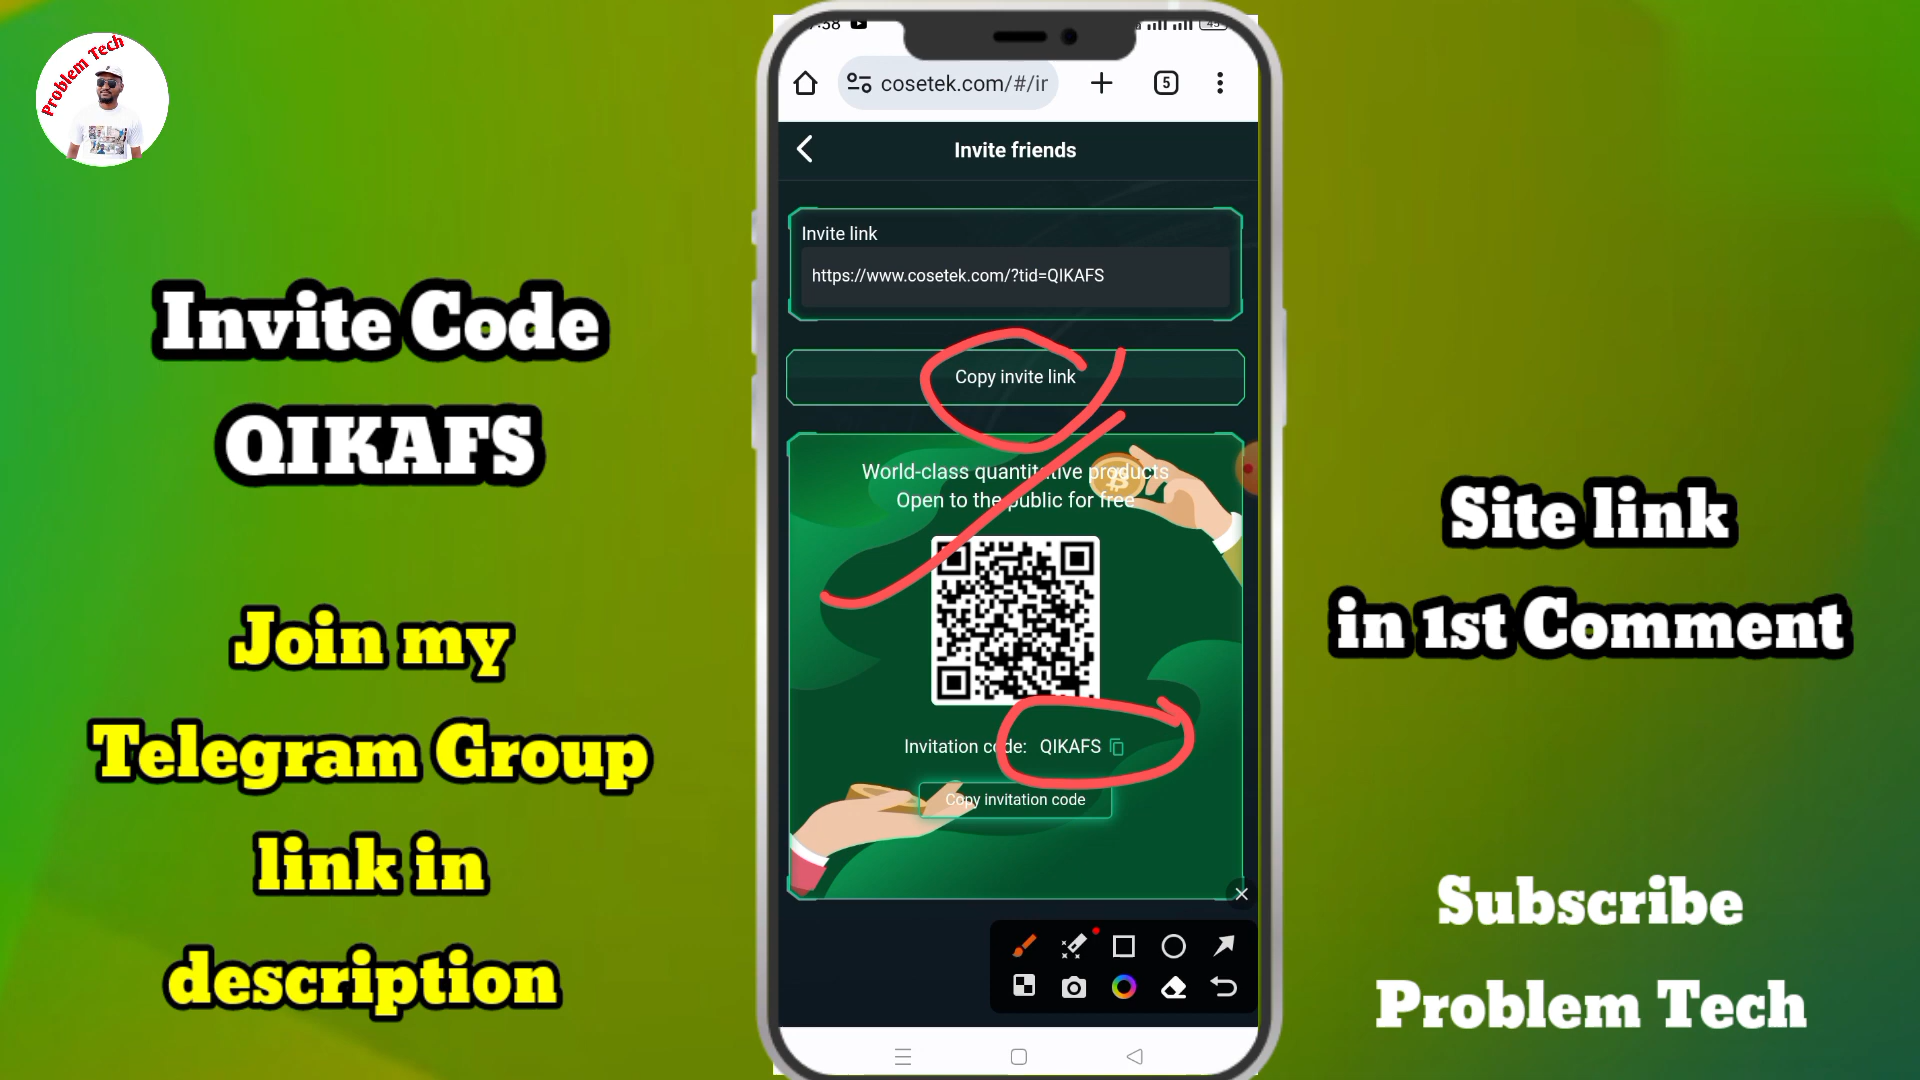 Problem Tech
Invite Code
QIKAFS
Join my
Telegram Group
link in
description
:58
45
cosetek.com/#/ir
5
Invite friends
Invite link
https://www.cosetek.com/?tid=QIKAFS
Copy invite link
World-class quantitative products
Open to the public for free
Invitation code: QIKAFS
Copy invitation code
Site link
in 1st Comment
Subscribe
Problem Tech